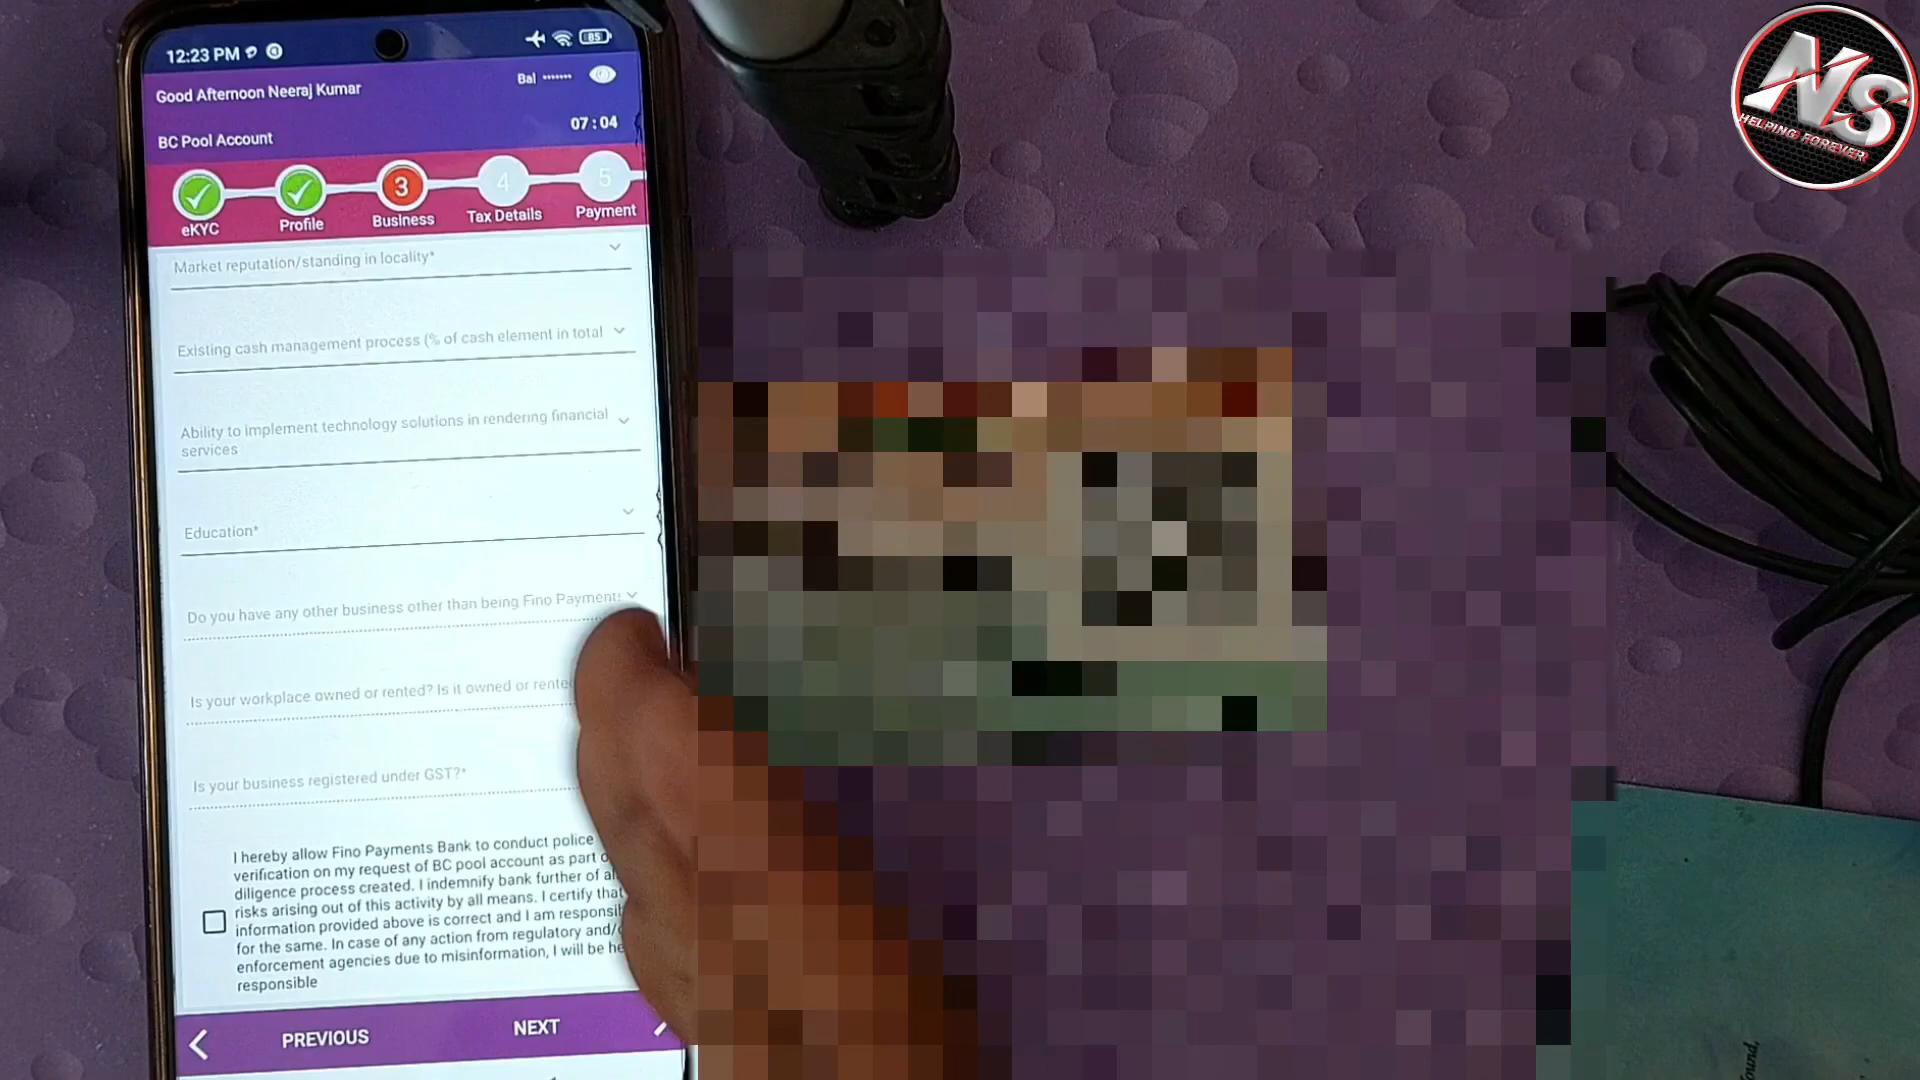 12:23 PM
85
Good Afternoon Neeraj Kumar
Bal
BC Pool Account
07:04
3
4
5
eKYC
Profile
Business
Tax Details
Payment
Market reputation/standing in locality*
Existing cash management process (% of cash element in total
Ability to implement technology solutions in rendering financial
services
Education*
Do you have any other business other than being Fino Payment
Is your workplace owned or rented? Is it owned or rente
Is your business registered under GST?*
I hereby allow Fino Payments Bank to conduct police
verification on my request of BC pool account as part
diligence process created. I indemnify bank further of
risks arising out of this activity by all means. I certify that
information provided above is correct and I am
for the same. In case of any action from regulatory and/
enforcement agencies due to misinformation, I will be
responsible
PREVIOUS
NEXT
NS
HELPING FOREVER